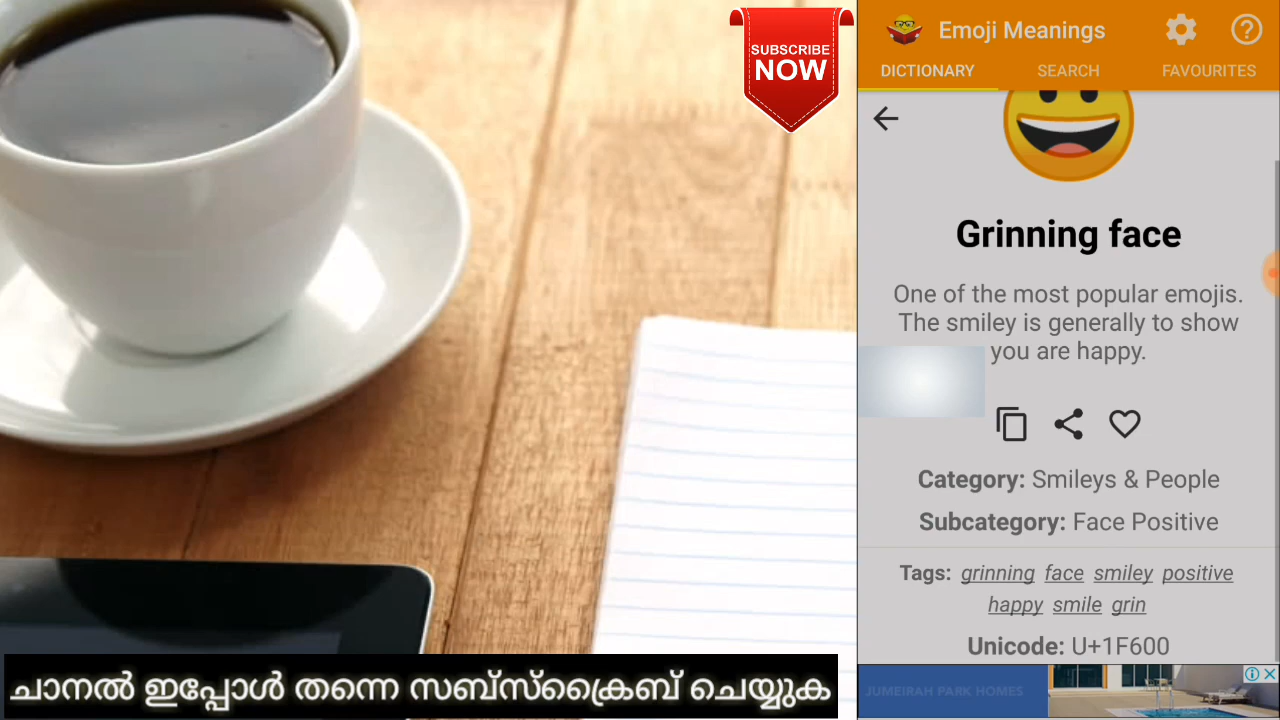 SUBSCRIBE
NOW
Emoji Meanings
DICTIONARY SEARCH FAVOURITES
Grinning face
One of the most popular emojis.
The smiley is generally to show
you are happy.
Category: Smileys & People
Subcategory: Face Positive
Tags: grinning face smiley positive
happy smile grin
Unicode: U+1F600
JUMEIRAH PARK HOMES
ചാനൽ ഇപ്പോൾ തന്നെ സബ്സ്ക്രൈബ് ചെയ്യുക